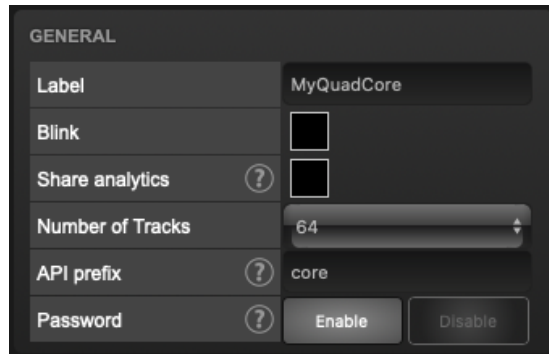 GENERAL
Label MyQuadCore
Blink
Share analytics ?
Number of Tracks 64
API prefix ? core
Password ? Enable Disable